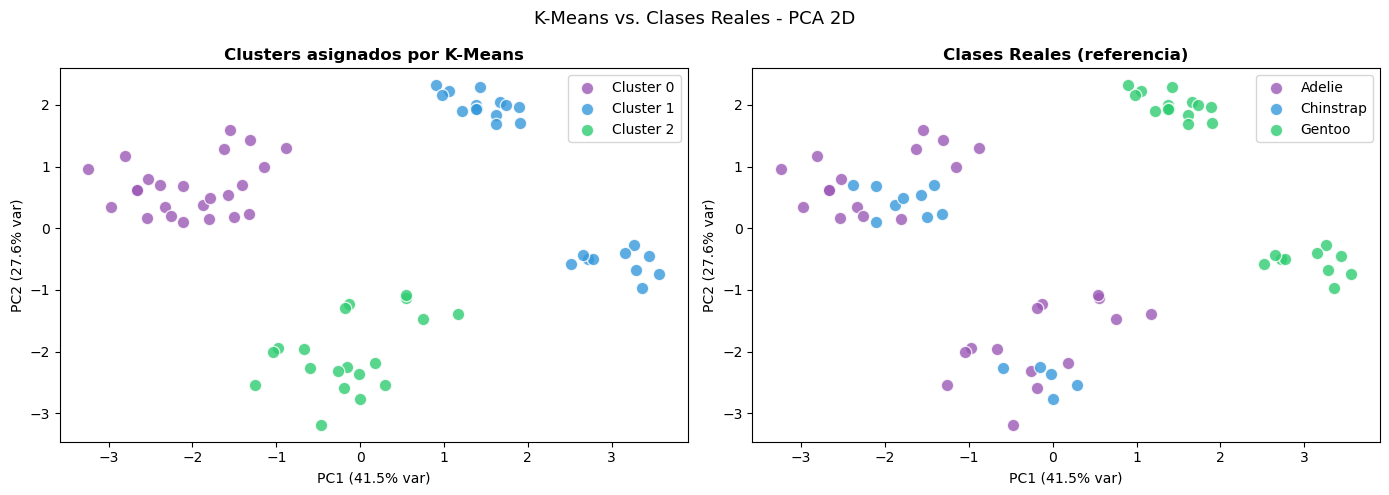 K-Means vs. Clases Reales - PCA 2D
Clusters asignados por K-Means
Cluster 0
Cluster 1
Cluster 2
2
1
0
−1
−2
−3
PC2 (27.6% var)
−3
−2
−1
0
1
2
3
PC1 (41.5% var)
Clases Reales (referencia)
Adelie
Chinstrap
Gentoo
2
1
0
−1
−2
−3
PC2 (27.6% var)
−3
−2
−1
0
1
2
3
PC1 (41.5% var)